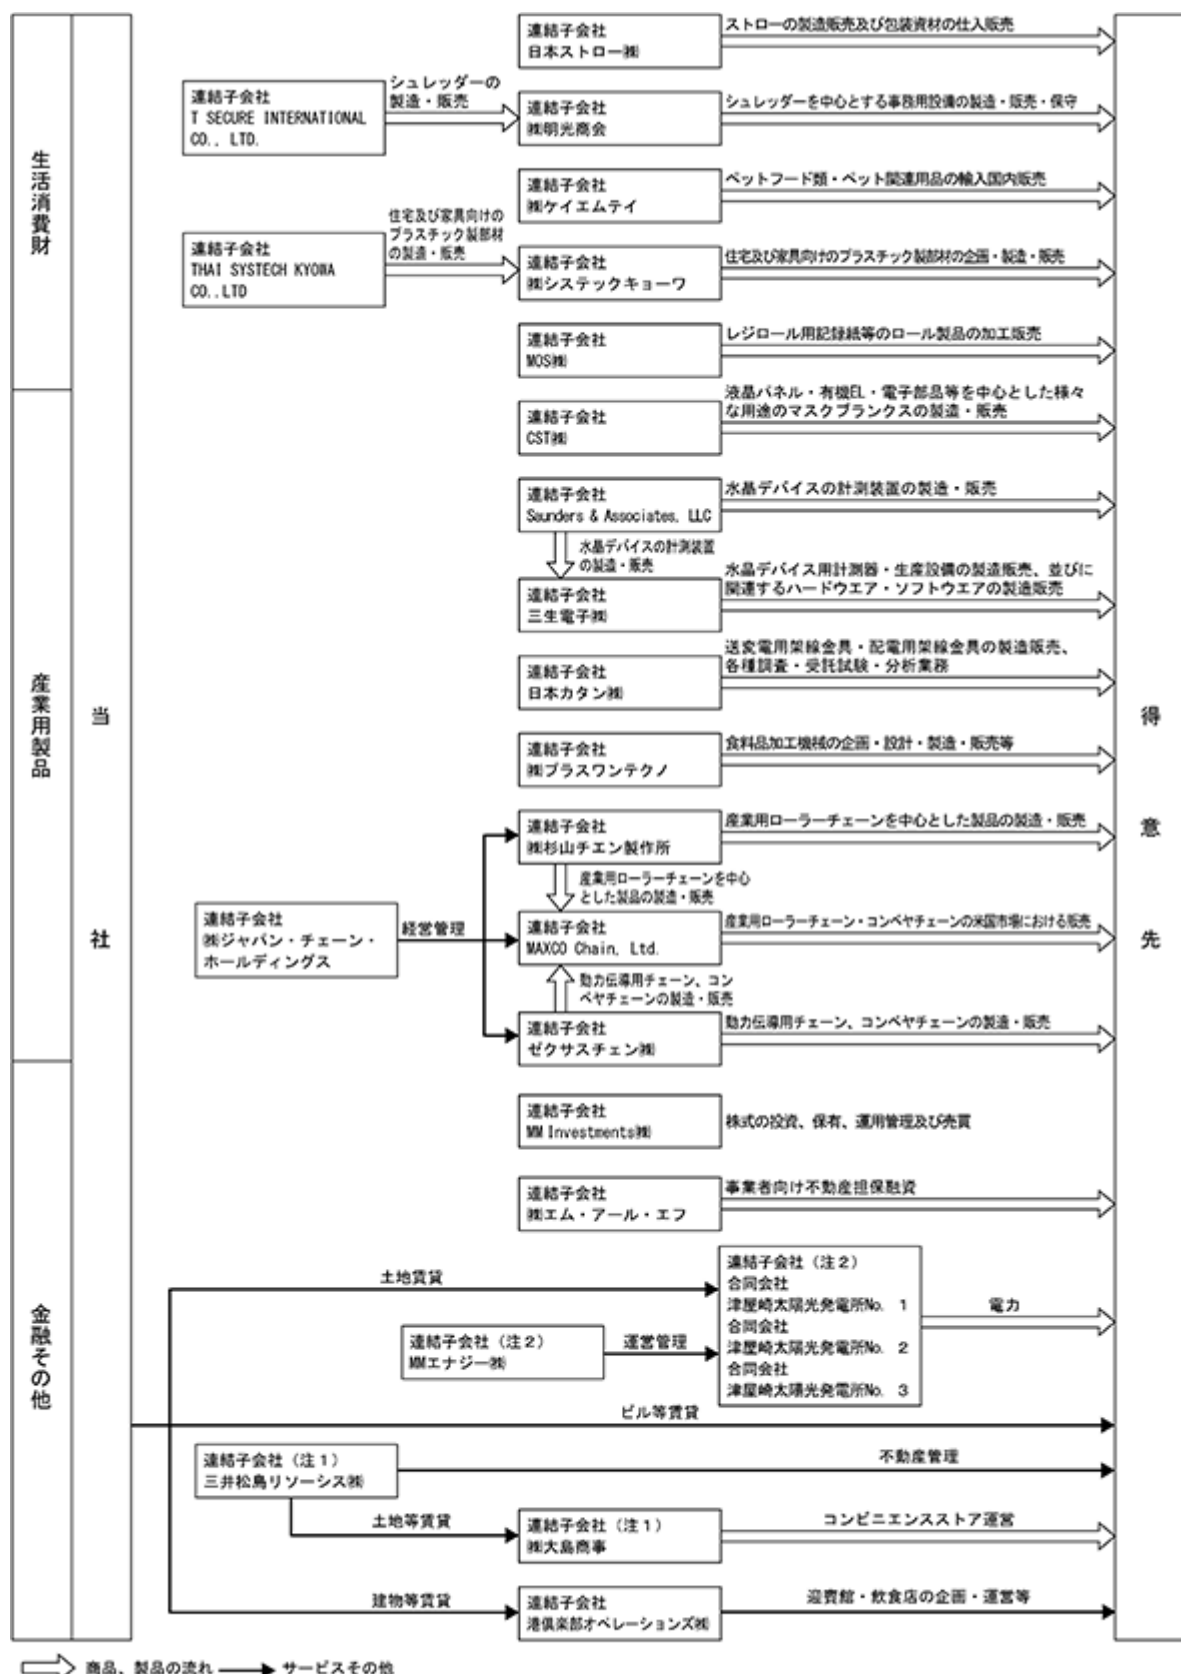 生活消費財
連結子会社
日本ストロー㈱
ストローの製造販売及び包装資材の仕入販売
連結子会社
T SECURE INTERNATIONAL
CO., LTD.
シュレッダーの
製造・販売
連結子会社
㈱明光商会
シュレッダーを中心とする事務用設備の製造・販売・保守
連結子会社
㈱ケイエムテイ
ペットフード類・ペット関連用品の輸入国内販売
連結子会社
THAI SYSTECH KYOWA
CO.,LTD
住宅及び家具向けの
プラスチック製部材
の製造・販売
連結子会社
㈱システックキョーワ
住宅及び家具向けのプラスチック製部材の企画・製造・販売
連結子会社
MOS㈱
レジロール用記録紙等のロール製品の加工販売
産業用製品
連結子会社
CST㈱
液晶パネル・有機EL・電子部品等を中心とした様々
な用途のマスクブランクスの製造・販売
連結子会社
Saunders & Associates, LLC
水晶デバイスの計測装置の製造・販売
水晶デバイスの計測装置
の製造・販売
連結子会社
三生電子㈱
水晶デバイス用計測器・生産設備の製造販売、並びに
関連するハードウエア・ソフトウエアの製造販売
連結子会社
日本カタン㈱
送変電用架線金具・配電用架線金具の製造販売、
各種調査・受託試験・分析業務
連結子会社
㈱プラスワンテクノ
食料品加工機械の企画・設計・製造・販売等
連結子会社
㈱杉山チエン製作所
産業用ローラーチェーンを中心とした製品の製造・販売
産業用ローラーチェーンを中心
とした製品の製造・販売
連結子会社
㈱ジャパン・チェーン・
ホールディングス
経営管理
連結子会社
MAXCO Chain, Ltd.
産業用ローラーチェーン・コンベヤチェーンの米国市場における販売
動力伝導用チェーン、コン
ベヤチェーンの製造・販売
連結子会社
ゼクサスチェン㈱
動力伝導用チェーン、コンベヤチェーンの製造・販売
当社
得意先
金融その他
連結子会社
MM Investments㈱
株式の投資、保有、運用管理及び売買
連結子会社
㈱エム・アール・エフ
事業者向け不動産担保融資
土地賃貸
連結子会社（注２）
合同会社
津屋崎太陽光発電所No. 1
合同会社
津屋崎太陽光発電所No. 2
合同会社
津屋崎太陽光発電所No. 3
電力
連結子会社（注２）
MMエナジー㈱
運営管理
ビル等賃貸
連結子会社（注１）
三井松島リソーシス㈱
不動産管理
土地等賃貸
連結子会社（注１）
㈱大島商事
コンビニエンスストア運営
建物等賃貸
連結子会社
港倶楽部オペレーションズ㈱
迎賓館・飲食店の企画・運営等
商品、製品の流れ
サービスその他